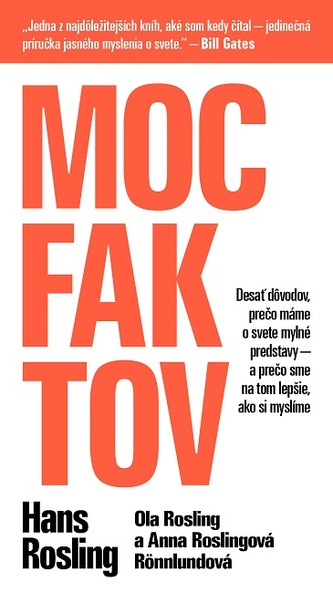 „Jedna z najdôležitejších kníh, aké som kedy čítal – jedinečná
príručka jasného myslenia o svete.“ – Bill Gates
MOC
FAK
TOV
Desať dôvodov,
prečo máme
o svete mylné
predstavy –
a prečo sme
na tom lepšie,
ako si myslíme
Hans
Rosling
Ola Rosling
a Anna Roslingová
Rönnlundová